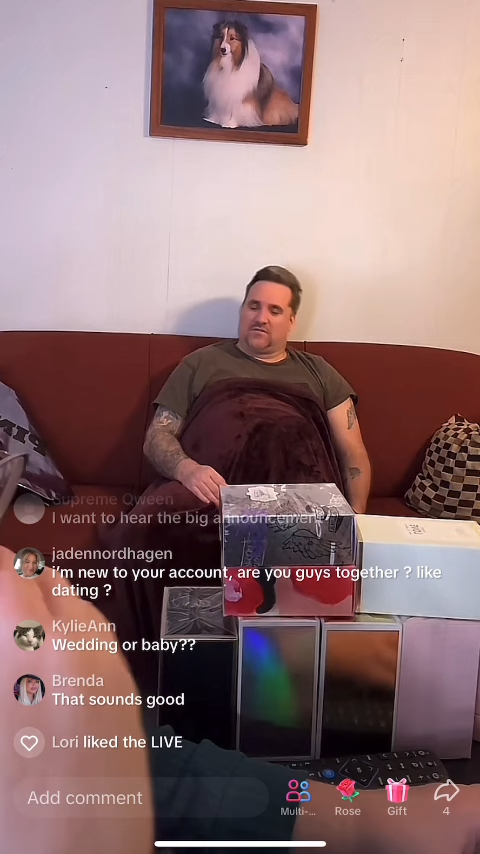 Supreme Qween
I want to hear the big announcement
jadennordhagen
i'm new to your account, are you guys together ? like
dating ?
KylieAnn
Wedding or baby??
Brenda
That sounds good
Lori liked the LIVE
Add comment
Multi-...
Rose
Gift
4